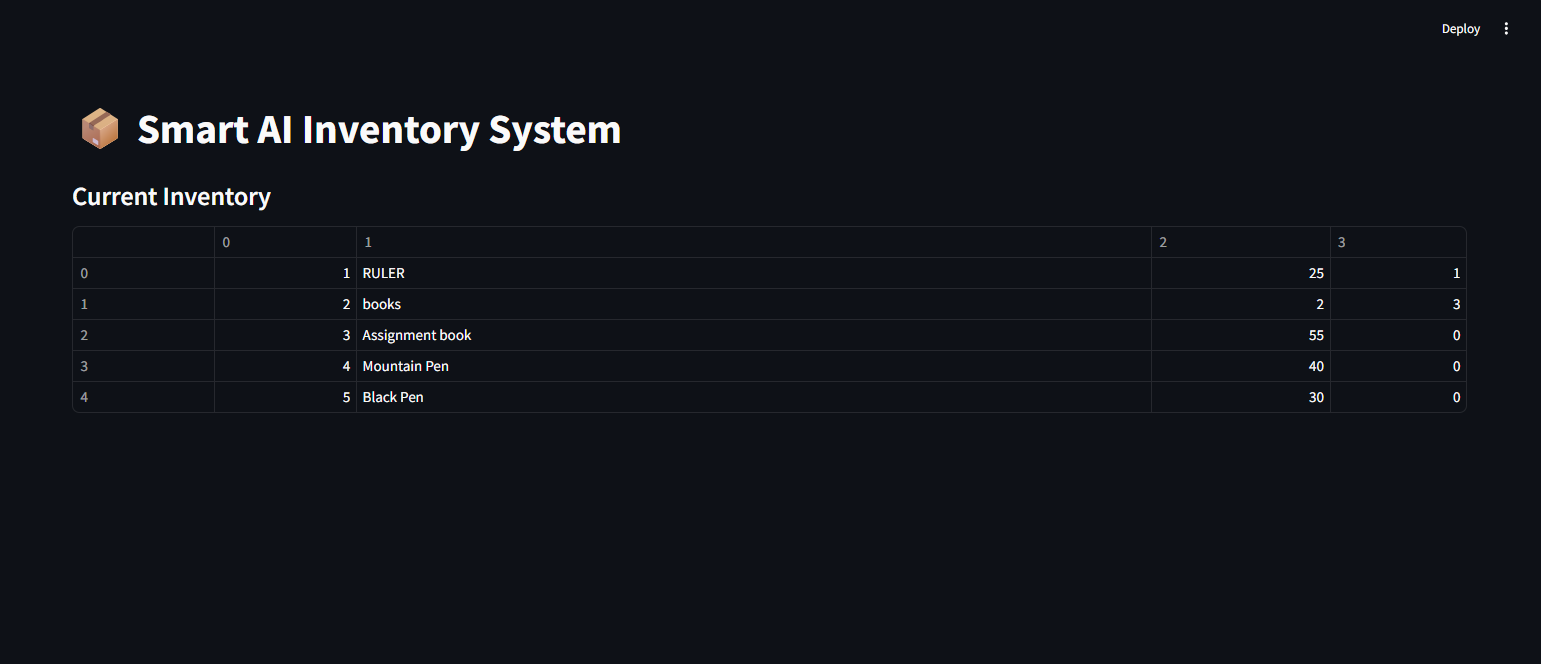 Deploy
Smart AI Inventory System
Current Inventory
0 1 2 3
0 1 RULER 25 1
1 2 books 2 3
2 3 Assignment book 55 0
3 4 Mountain Pen 40 0
4 5 Black Pen 30 0